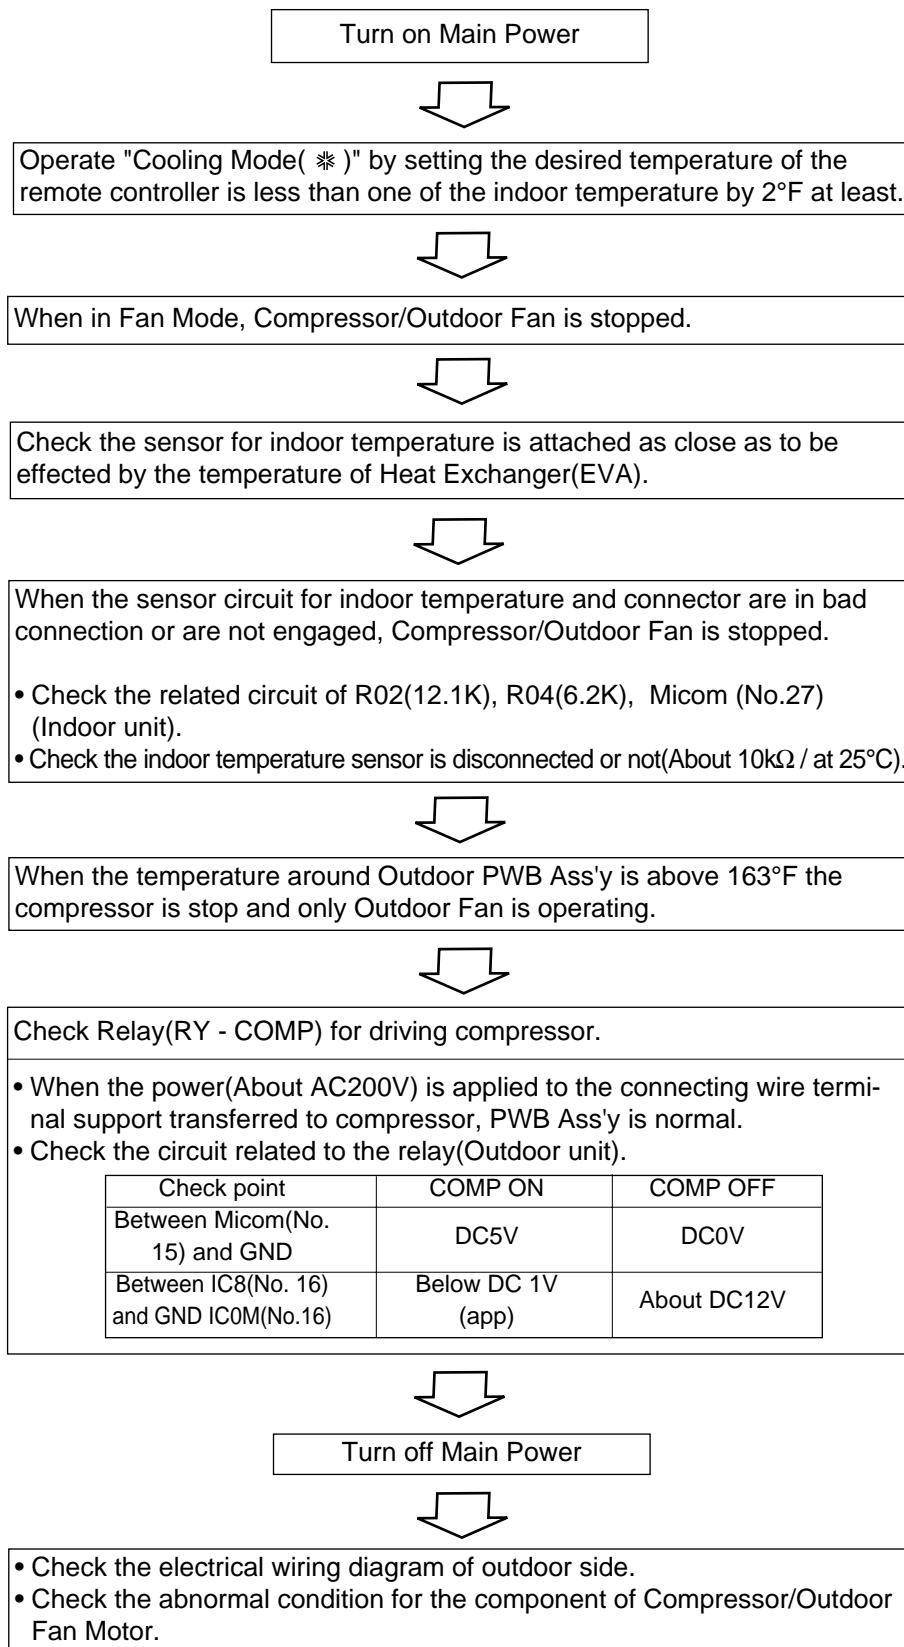 Turn on Main Power
Operate "Cooling Mode( ❋ )" by setting the desired temperature of the
remote controller is less than one of the indoor temperature by 2°F at least.
When in Fan Mode, Compressor/Outdoor Fan is stopped.
Check the sensor for indoor temperature is attached as close as to be
effected by the temperature of Heat Exchanger(EVA).
When the sensor circuit for indoor temperature and connector are in bad
connection or are not engaged, Compressor/Outdoor Fan is stopped.
• Check the related circuit of R02(12.1K), R04(6.2K),  Micom (No.27)
(Indoor unit).
• Check the indoor temperature sensor is disconnected or not(About 10kΩ / at 25°C).
When the temperature around Outdoor PWB Ass'y is above 163°F the
compressor is stop and only Outdoor Fan is operating.
Check Relay(RY - COMP) for driving compressor.
• When the power(About AC200V) is applied to the connecting wire termi-
nal support transferred to compressor, PWB Ass'y is normal.
• Check the circuit related to the relay(Outdoor unit).
Check point COMP ON COMP OFF
Between Micom(No.
15) and GND DC5V DC0V
Between IC8(No. 16) Below DC 1V
and GND IC0M(No.16) (app) About DC12V
Turn off Main Power
• Check the electrical wiring diagram of outdoor side.
• Check the abnormal condition for the component of Compressor/Outdoor
Fan Motor.